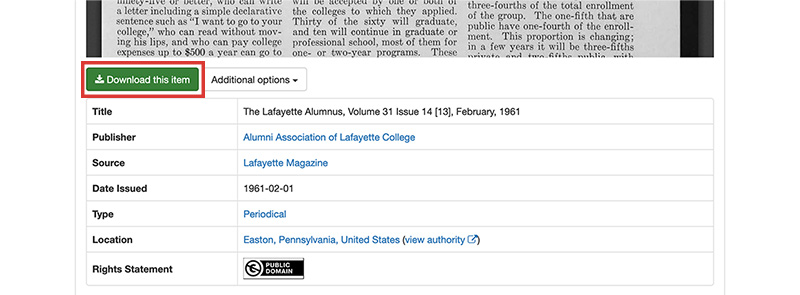 ninety-five or better, who can write
a letter including a simple declarative
sentence such as "I want to go to your
college," who can read without mov-
ing his lips, and who can pay college
expenses up to $500 a year can go to
will be accepted by one or both of
the colleges to which they applied.
Thirty of the sixty will graduate,
and ten will continue in graduate or
professional school, most of them for
one- or two-year programs. These
three-fourths of the total enrollment
of the group. The one-fifth that are
public have one-fourth of the enroll-
ment. This proportion is changing;
in a few years it will be three-fifths
private and two-fifths public, with
Download this item
Additional options
Title The Lafayette Alumnus, Volume 31 Issue 14 [13], February, 1961
Publisher Alumni Association of Lafayette College
Source Lafayette Magazine
Date Issued 1961-02-01
Type Periodical
Location Easton, Pennsylvania, United States (view authority)
Rights Statement PUBLIC
DOMAIN